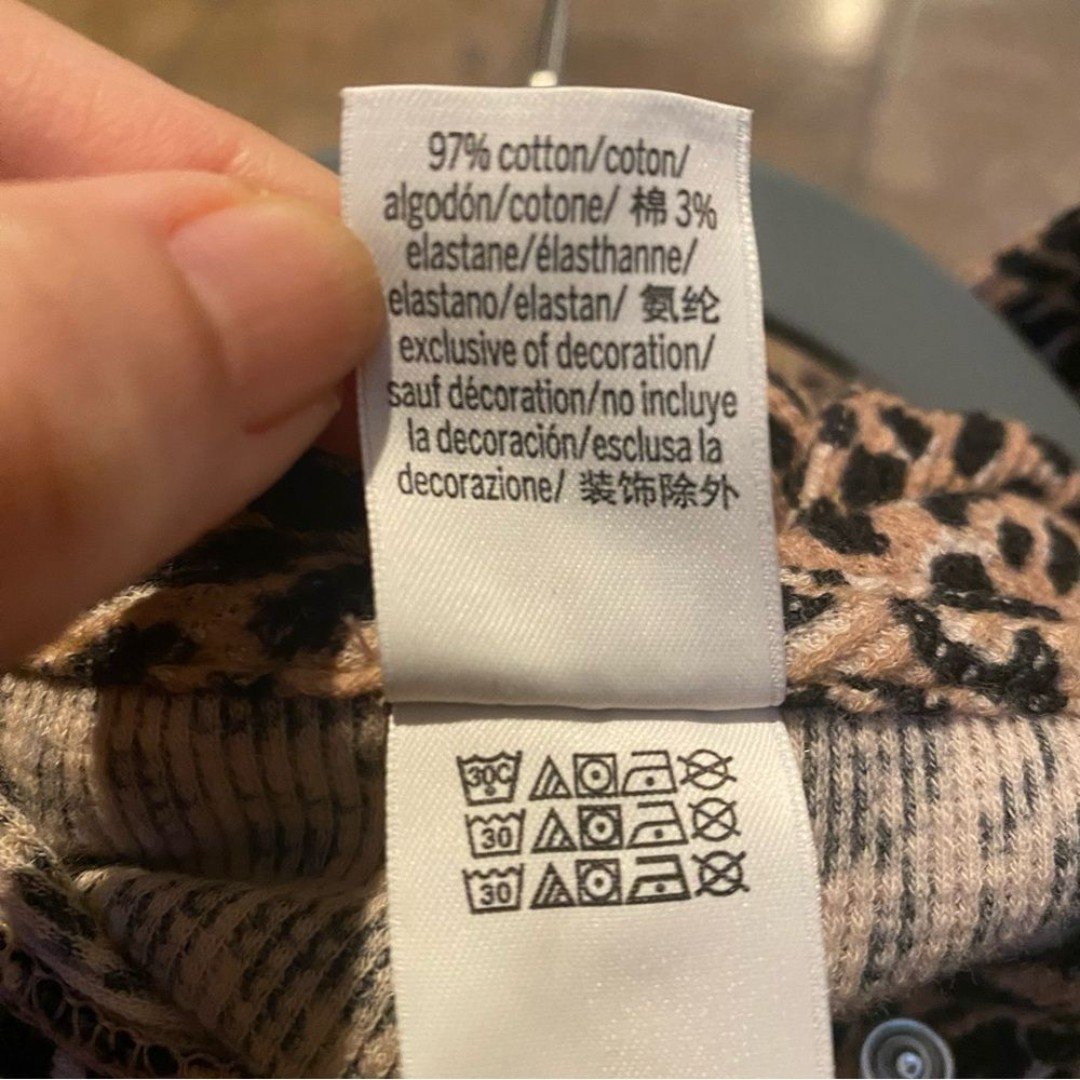 97% cotton/coton/
algodón/cotone/ 棉 3%
elastane/élasthanne/
elastano/elastan/ 氨纶
exclusive of decoration/
sauf décoration/no incluye
la decoración/esclusa la
decorazione/ 装饰除外
30C
30
30